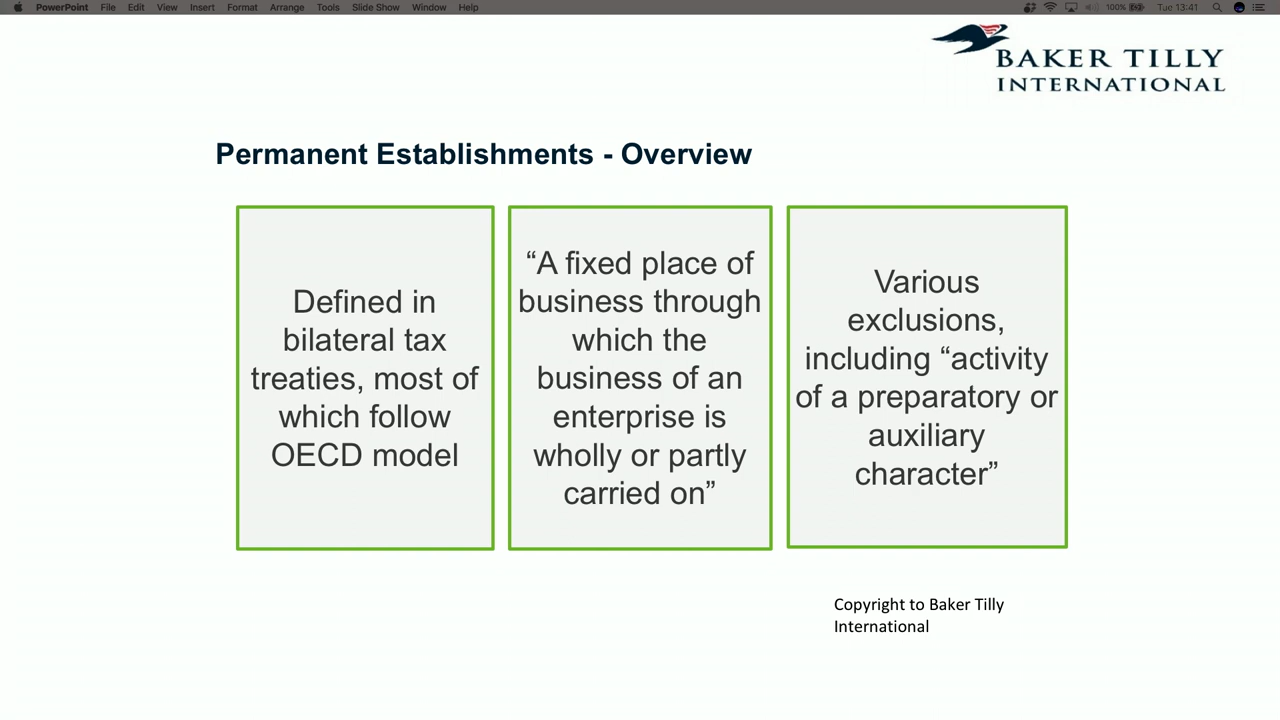 PowerPoint File Edit View Insert Format Arrange Tools Slide Show Window Help 100% Tue 13:41
BAKER TILLY
INTERNATIONAL
Permanent Establishments - Overview
Defined in
bilateral tax
treaties, most of
which follow
OECD model
“A fixed place of
business through
which the
business of an
enterprise is
wholly or partly
carried on”
Various
exclusions,
including “activity
of a preparatory or
auxiliary
character”
Copyright to Baker Tilly
International